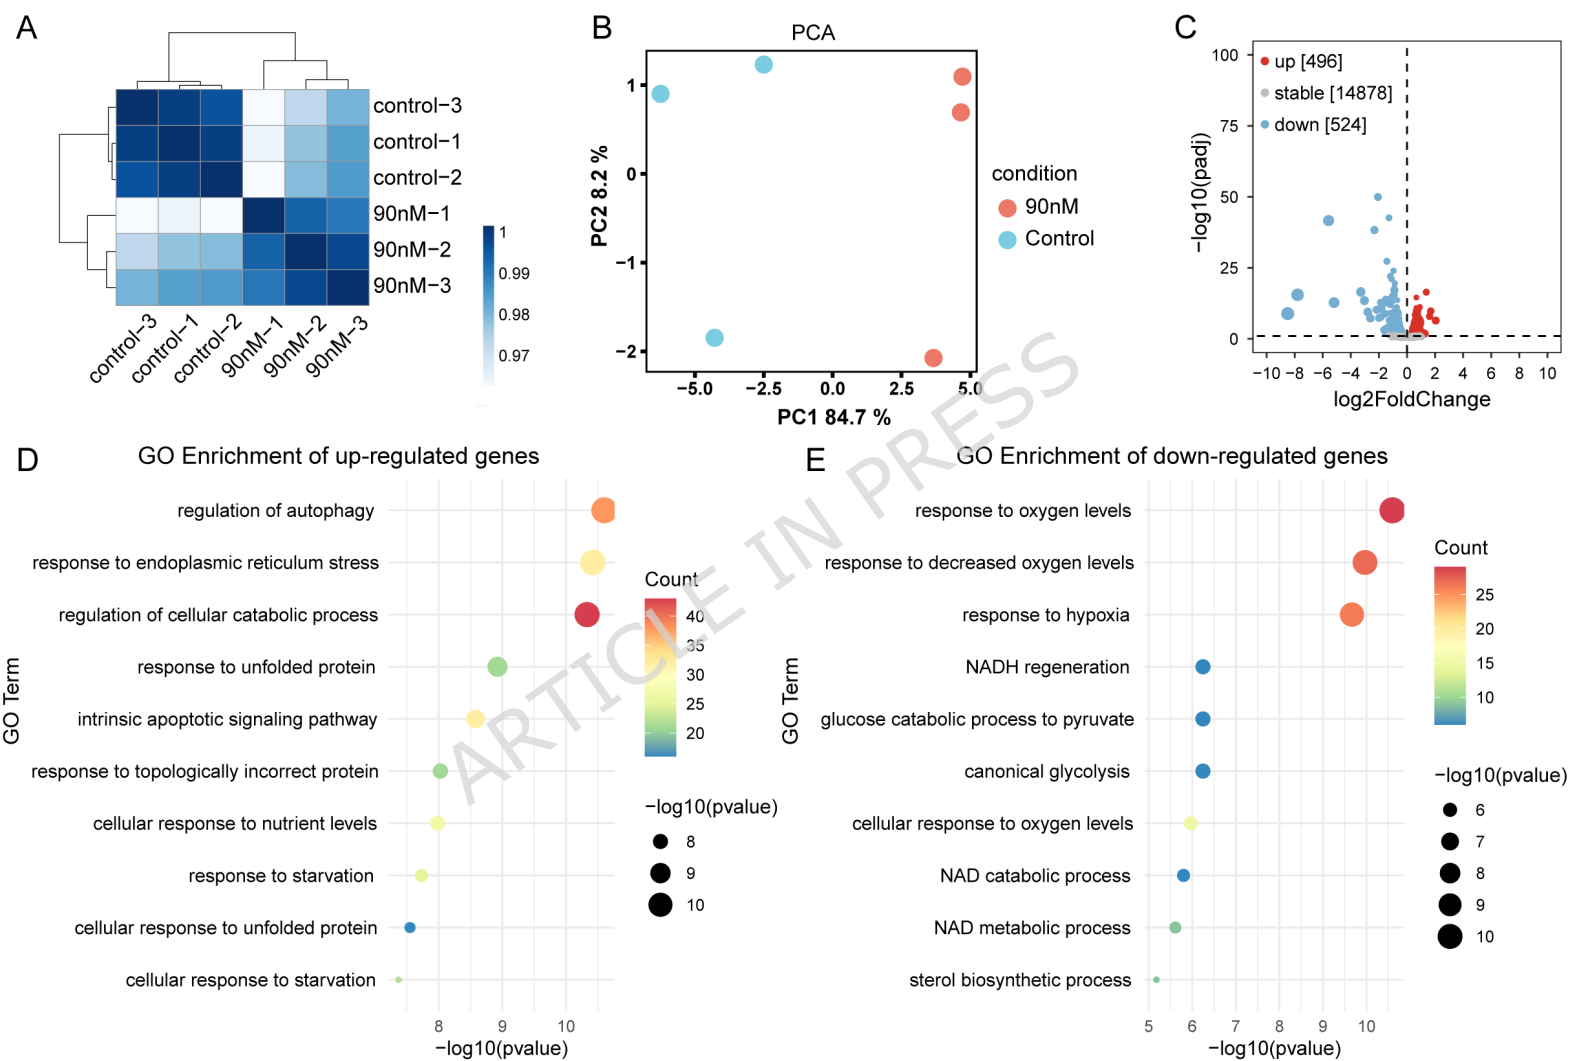 A
control−3
control−1
control−2
90nM−1
90nM−2
90nM−3
control−3
control−1
control−2
90nM−1
90nM−2
90nM−3
1
0.99
0.98
0.97
B
PCA
1
0
−1
−2
PC2 8.2 %
−5.0
−2.5
0.0
2.5
5.0
PC1 84.7 %
condition
90nM
Control
C
100
75
50
25
0
−log10(padj)
up [496]
stable [14878]
down [524]
−10 −8 −6 −4 −2 0 2 4 6 8 10
log2FoldChange
D
GO Enrichment of up-regulated genes
GO Term
regulation of autophagy
response to endoplasmic reticulum stress
regulation of cellular catabolic process
response to unfolded protein
intrinsic apoptotic signaling pathway
response to topologically incorrect protein
cellular response to nutrient levels
response to starvation
cellular response to unfolded protein
cellular response to starvation
8 9 10
−log10(pvalue)
Count
40
35
30
25
20
−log10(pvalue)
8
9
10
E
GO Enrichment of down-regulated genes
GO Term
response to oxygen levels
response to decreased oxygen levels
response to hypoxia
NADH regeneration
glucose catabolic process to pyruvate
canonical glycolysis
cellular response to oxygen levels
NAD catabolic process
NAD metabolic process
sterol biosynthetic process
5 6 7 8 9 10
−log10(pvalue)
Count
25
20
15
10
−log10(pvalue)
6
7
8
9
10
ARTICLE IN PRESS